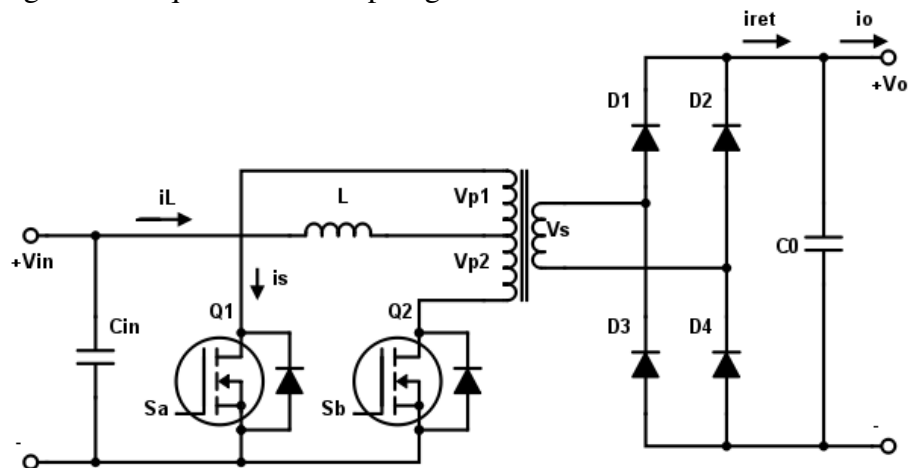 iret
io
+Vo
D1
D2
iL
L
Vp1
Vs
+Vin
Vp2
C0
is
Q1
Q2
D3
D4
Cin
Sa
Sb
-
-